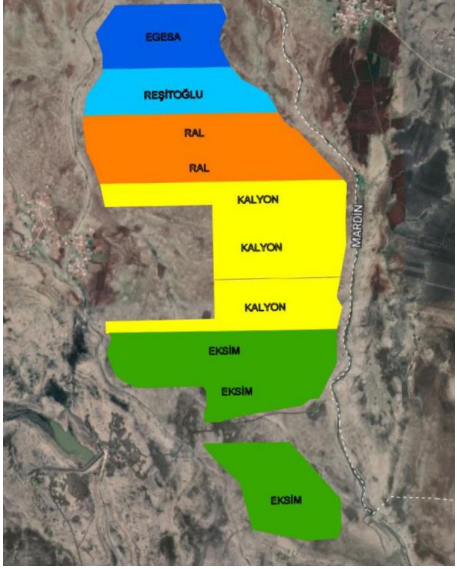 EGESA
REŞİTOĞLU
RAL
RAL
KALYON
KALYON
MARDİN
KALYON
EKSİM
EKSİM
EKSİM